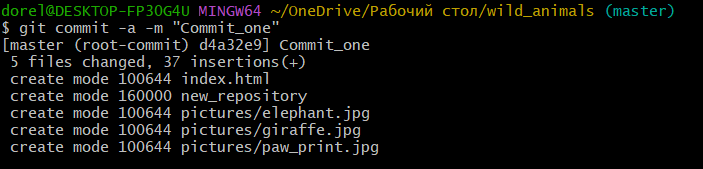 dorel@DESKTOP-FP3OG4U MINGW64 ~/OneDrive/Рабочий стол/wild_animals (master)
$ git commit -a -m "Commit_one"
[master (root-commit) d4a32e9] Commit_one
 5 files changed, 37 insertions(+)
 create mode 100644 index.html
 create mode 160000 new_repository
 create mode 100644 pictures/elephant.jpg
 create mode 100644 pictures/giraffe.jpg
 create mode 100644 pictures/paw_print.jpg